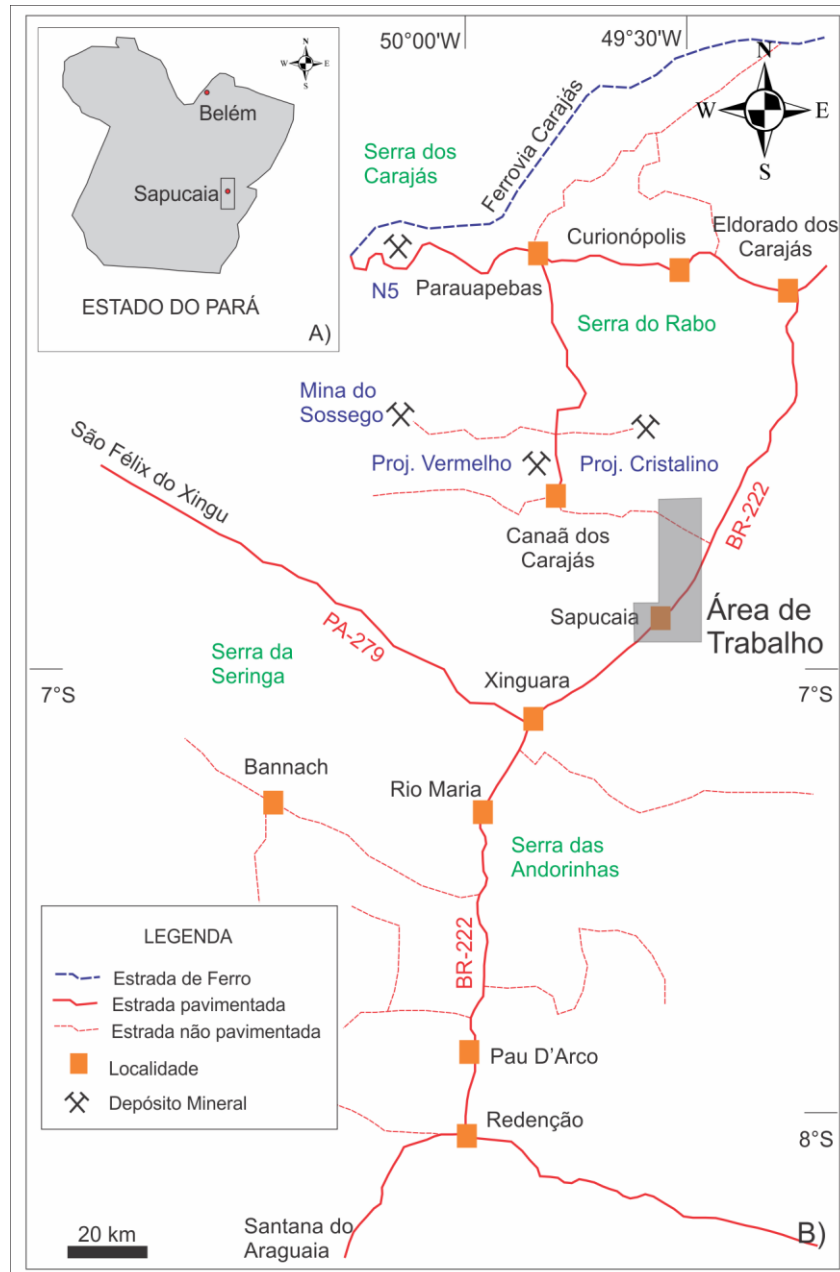 50°00'W
49°30'W
N
W
E
S
N
W
E
S
Belém
Sapucaia
ESTADO DO PARÁ
A)
Serra dos
Carajás
Ferrovia Carajás
Curionópolis
Eldorado dos
Carajás
N5
Parauapebas
Serra do Rabo
Mina do
Sossego
Proj. Vermelho
Proj. Cristalino
São Félix do Xingu
Canaã dos
Carajás
BR-222
Sapucaia
Área de
Trabalho
PA-279
Serra da
Seringa
7°S
7°S
Xinguara
Bannach
Rio Maria
Serra das
Andorinhas
BR-222
LEGENDA
Estrada de Ferro
Estrada pavimentada
Estrada não pavimentada
Localidade
Depósito Mineral
Pau D'Arco
Redenção
8°S
20 km
Santana do
Araguaia
B)